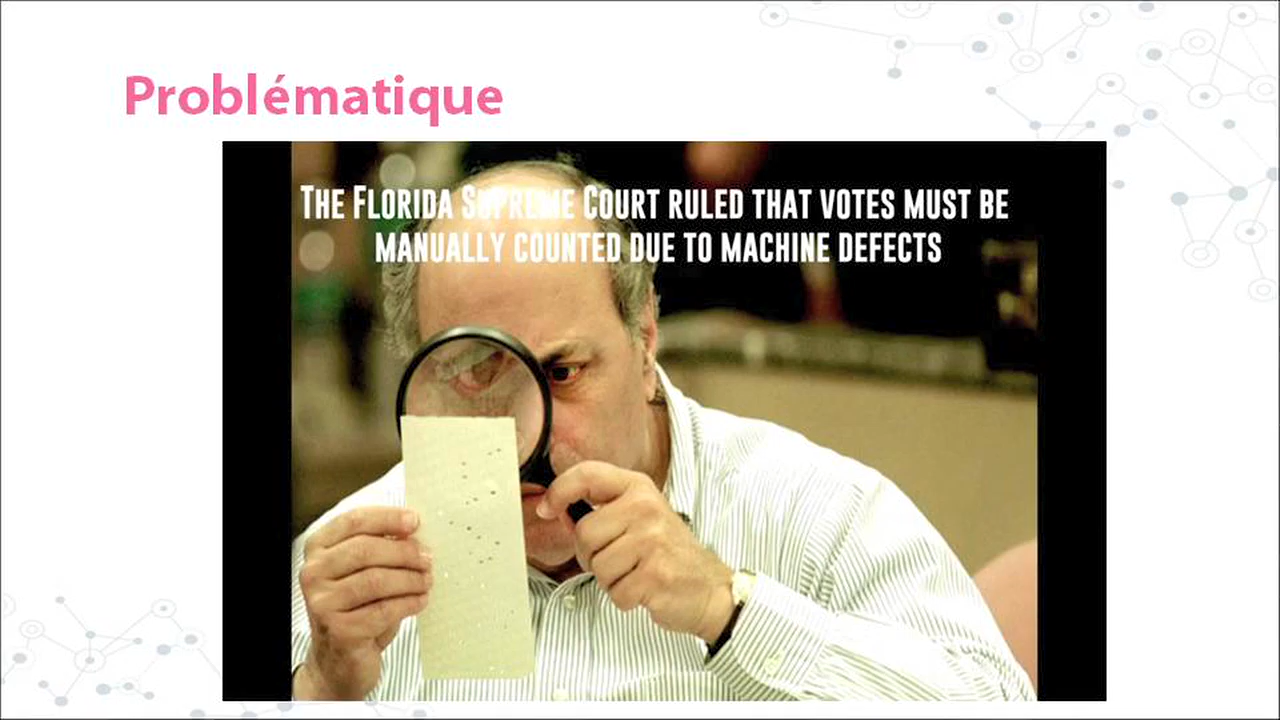 Problématique
The Florida Supreme Court ruled that votes must be
manually counted due to machine defects